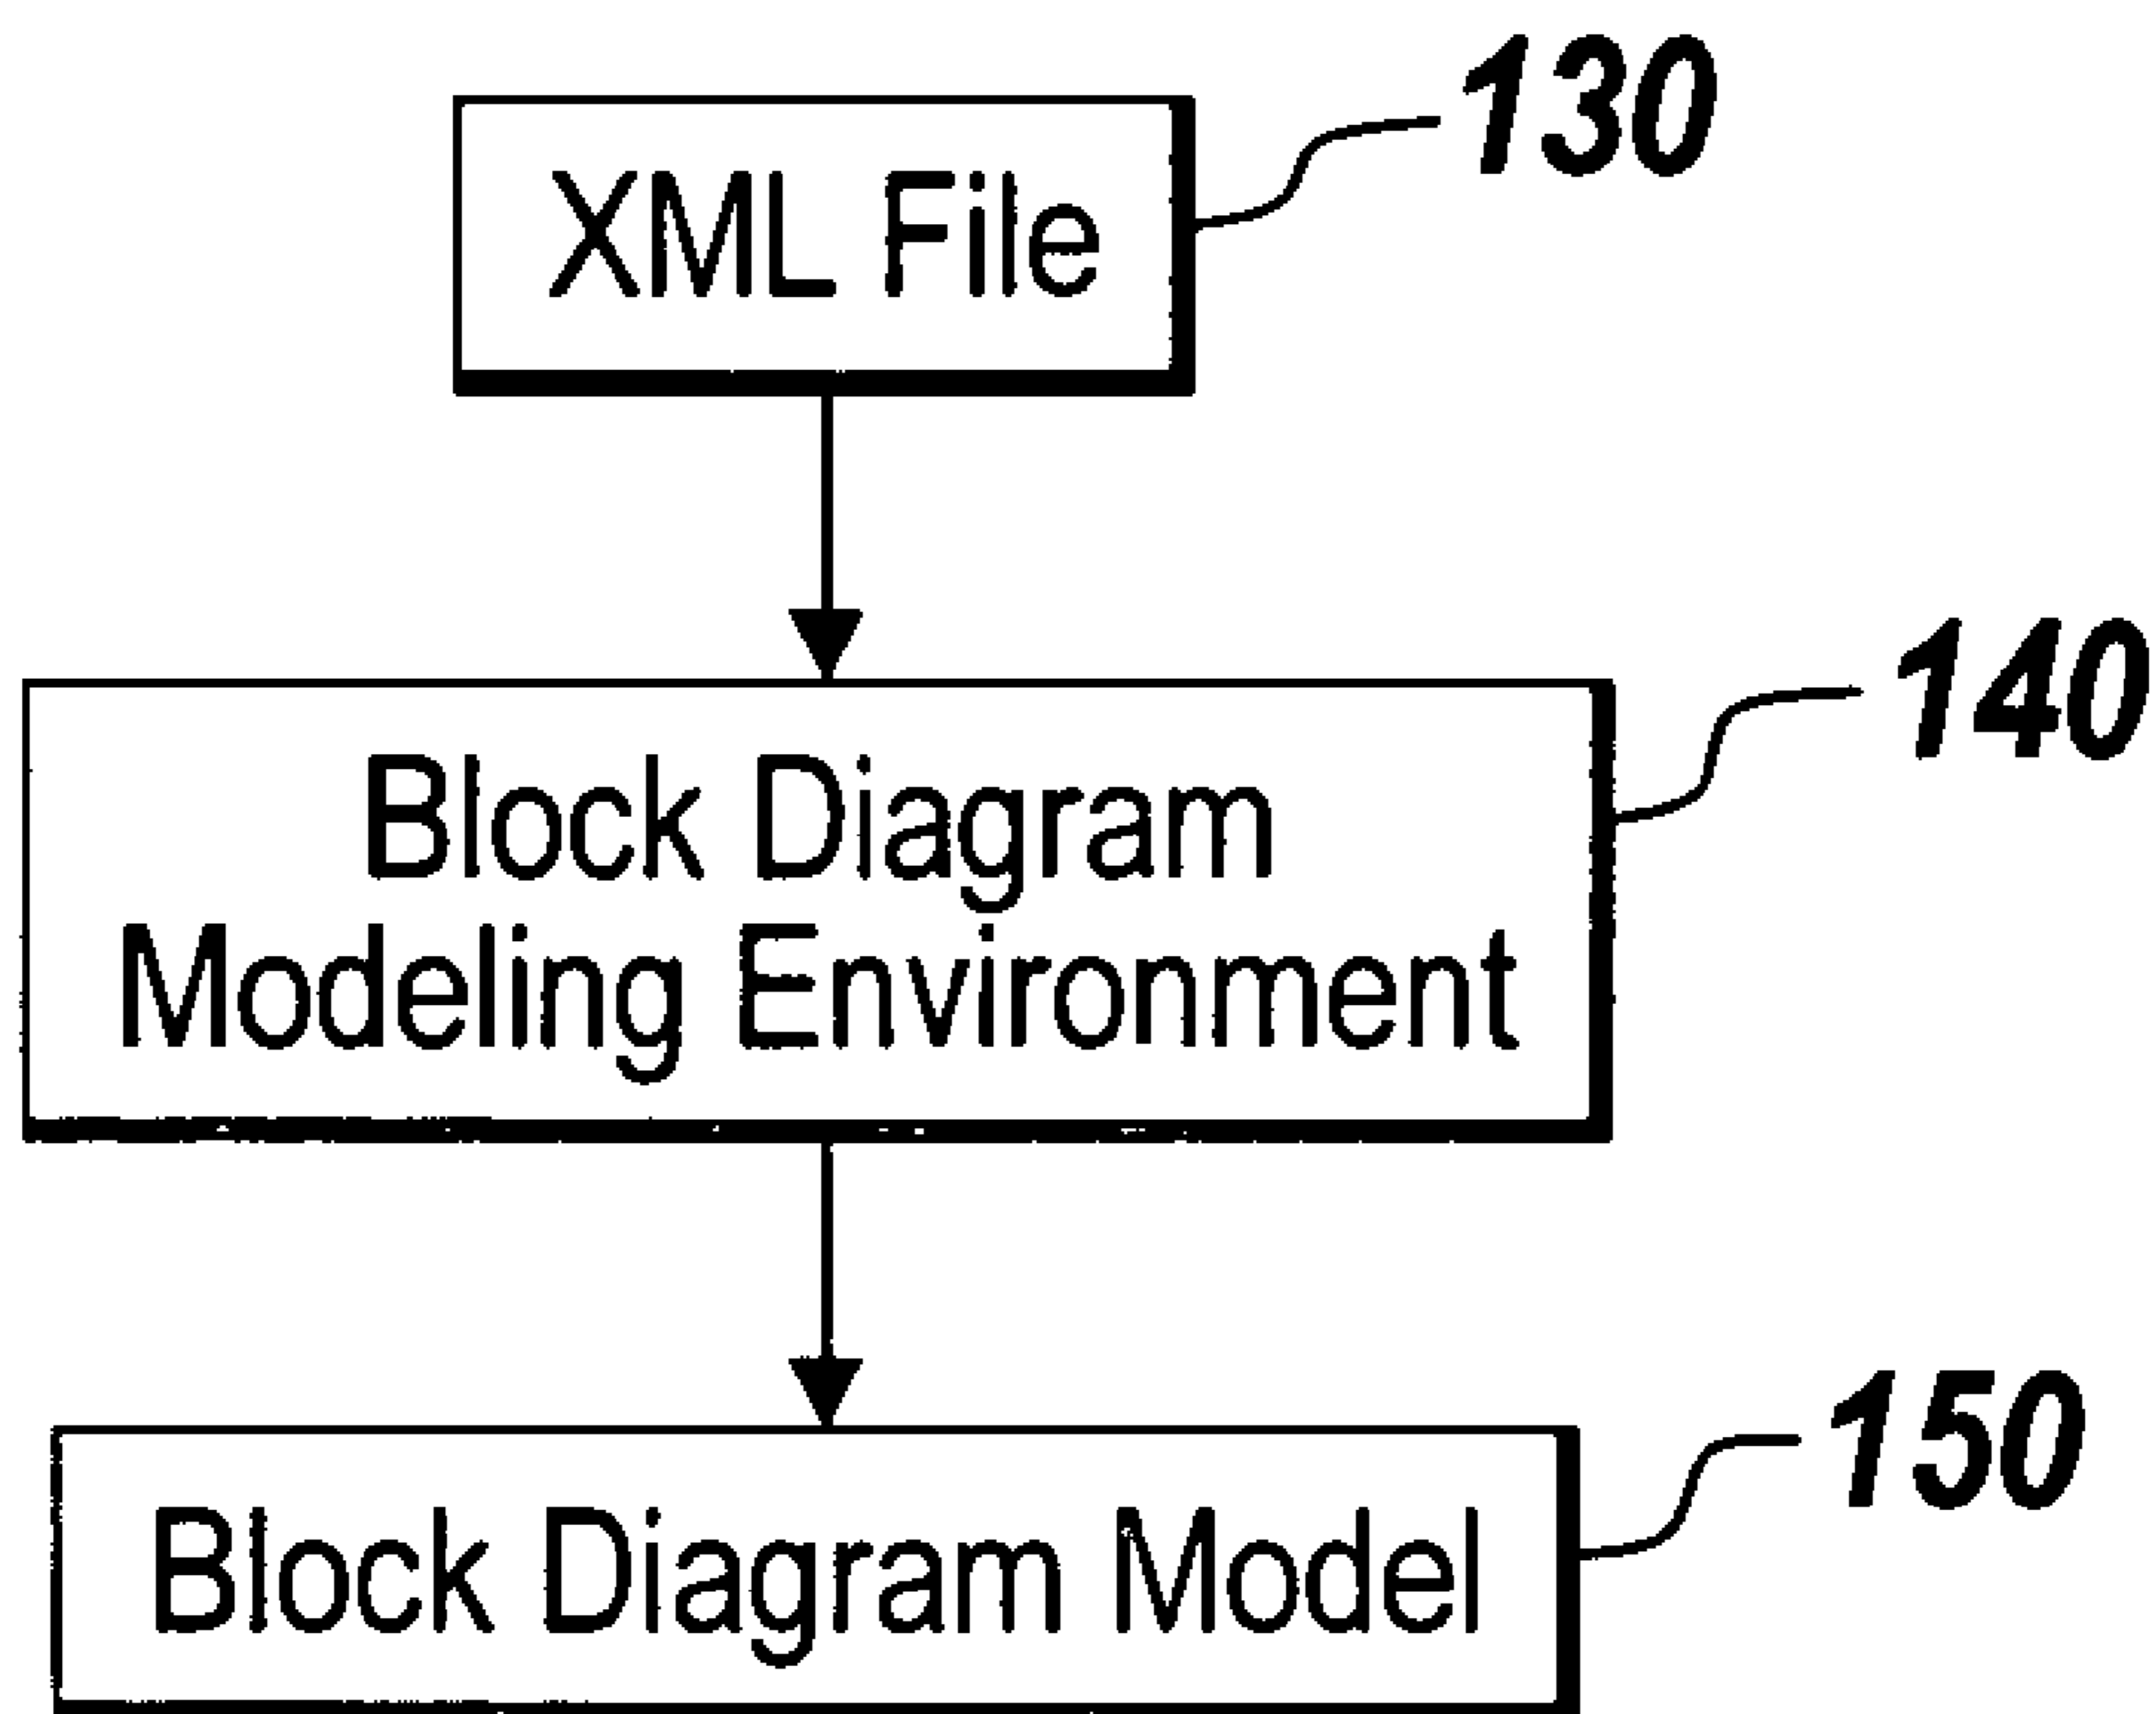 XML File
130
Block Diagram
Modeling Environment
140
Block Diagram Model
150